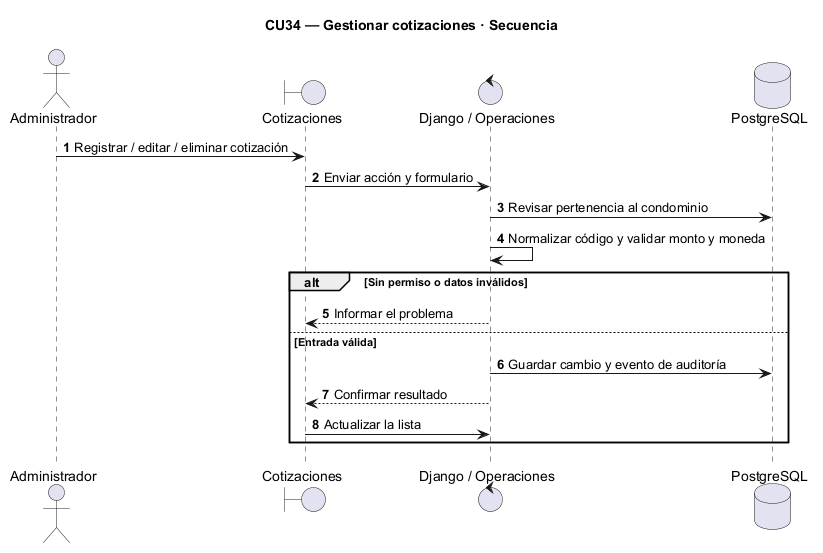 CU34 — Gestionar cotizaciones · Secuencia
Administrador
Cotizaciones
Django / Operaciones
PostgreSQL
1 Registrar / editar / eliminar cotización
2 Enviar acción y formulario
3 Revisar pertenencia al condominio
4 Normalizar código y validar monto y moneda
alt [Sin permiso o datos inválidos]
5 Informar el problema
[Entrada válida]
6 Guardar cambio y evento de auditoría
7 Confirmar resultado
8 Actualizar la lista
Administrador
Cotizaciones
Django / Operaciones
PostgreSQL